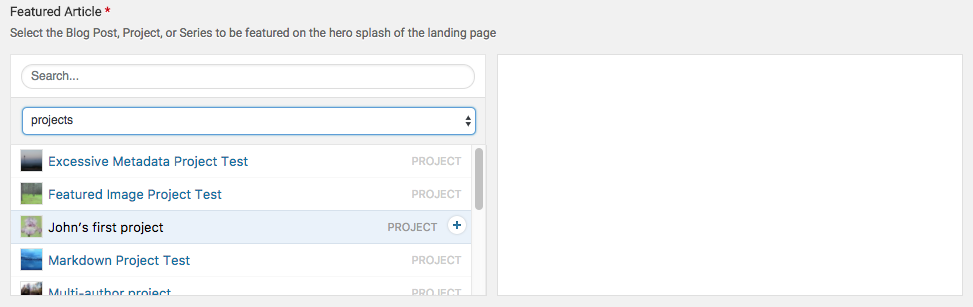 Featured Article *
Select the Blog Post, Project, or Series to be featured on the hero splash of the landing page
Search...
projects
Excessive Metadata Project Test PROJECT
Featured Image Project Test PROJECT
John's first project PROJECT +
Markdown Project Test PROJECT
Multi-author project PROJECT